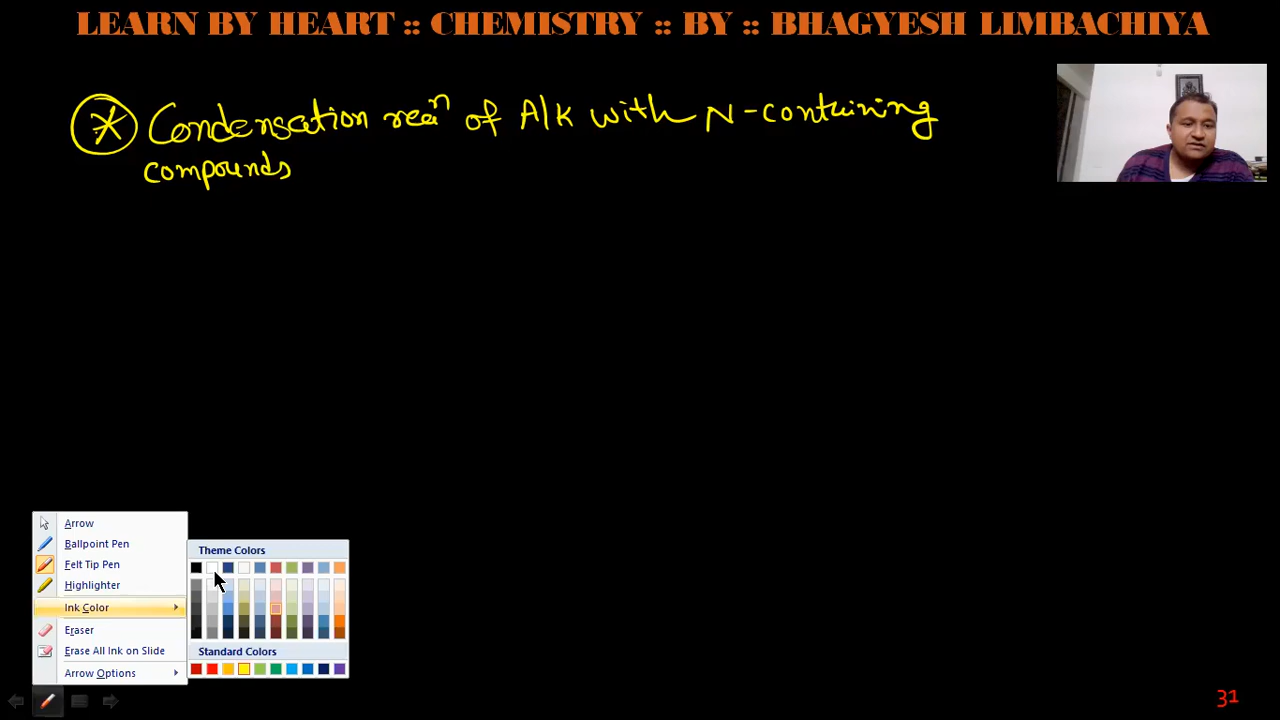 LEARN BY HEART :: CHEMISTRY :: BY :: BHAGYESH LIMBACHIYA
Condensation reaⁿ of A/K with N-containing
compounds
Arrow
Ballpoint Pen
Felt Tip Pen
Highlighter
Ink Color
Eraser
Erase All Ink on Slide
Arrow Options
Theme Colors
Standard Colors
31